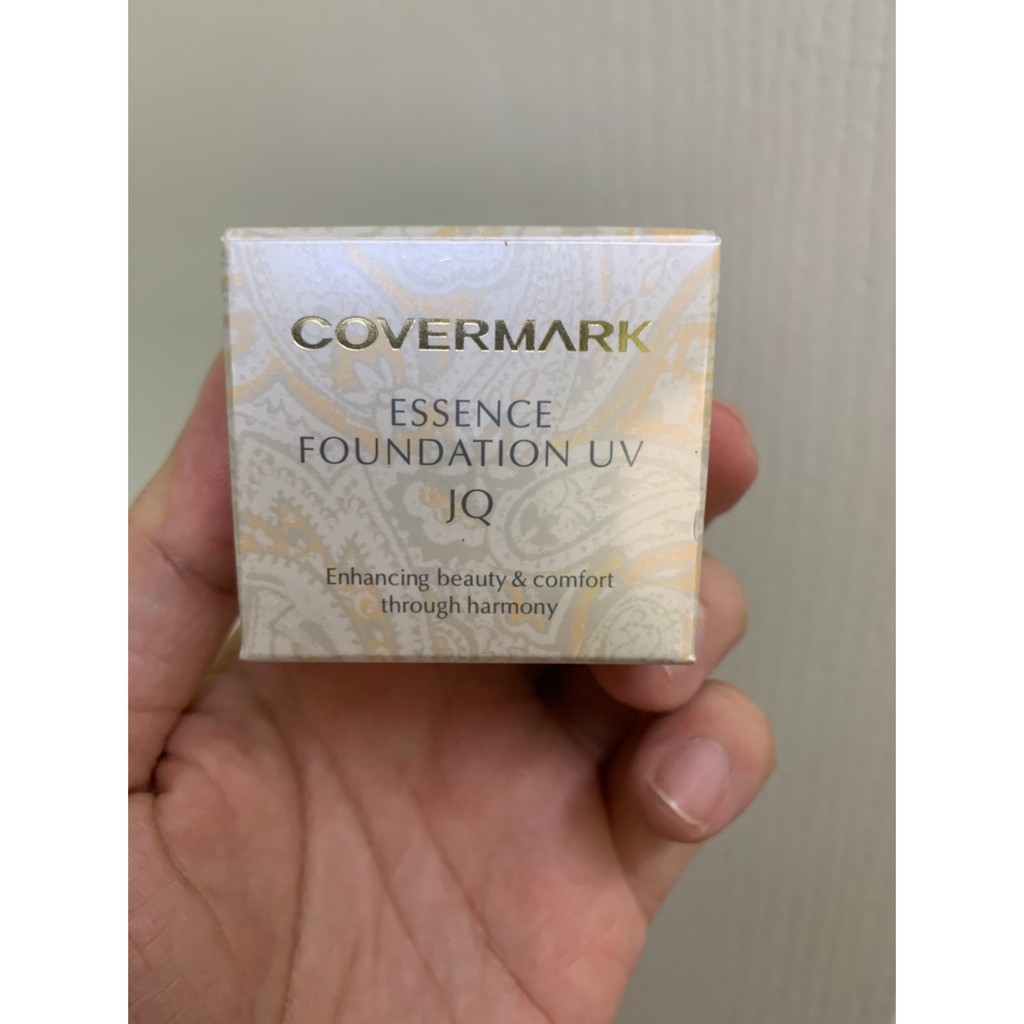 COVERMARK
ESSENCE
FOUNDATION UV
JQ
Enhancing beauty & comfort
through harmony